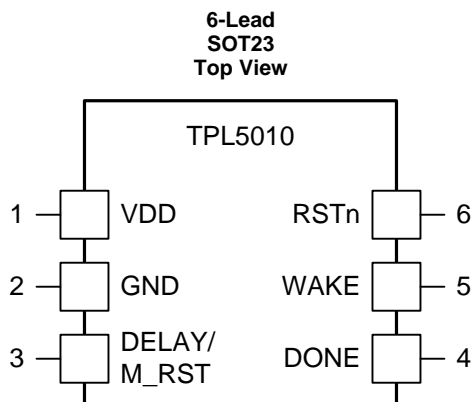 6-Lead
SOT23
Top View
TPL5010
1 VDD RSTn 6
2 GND WAKE 5
3 DELAY/
M_RST DONE 4